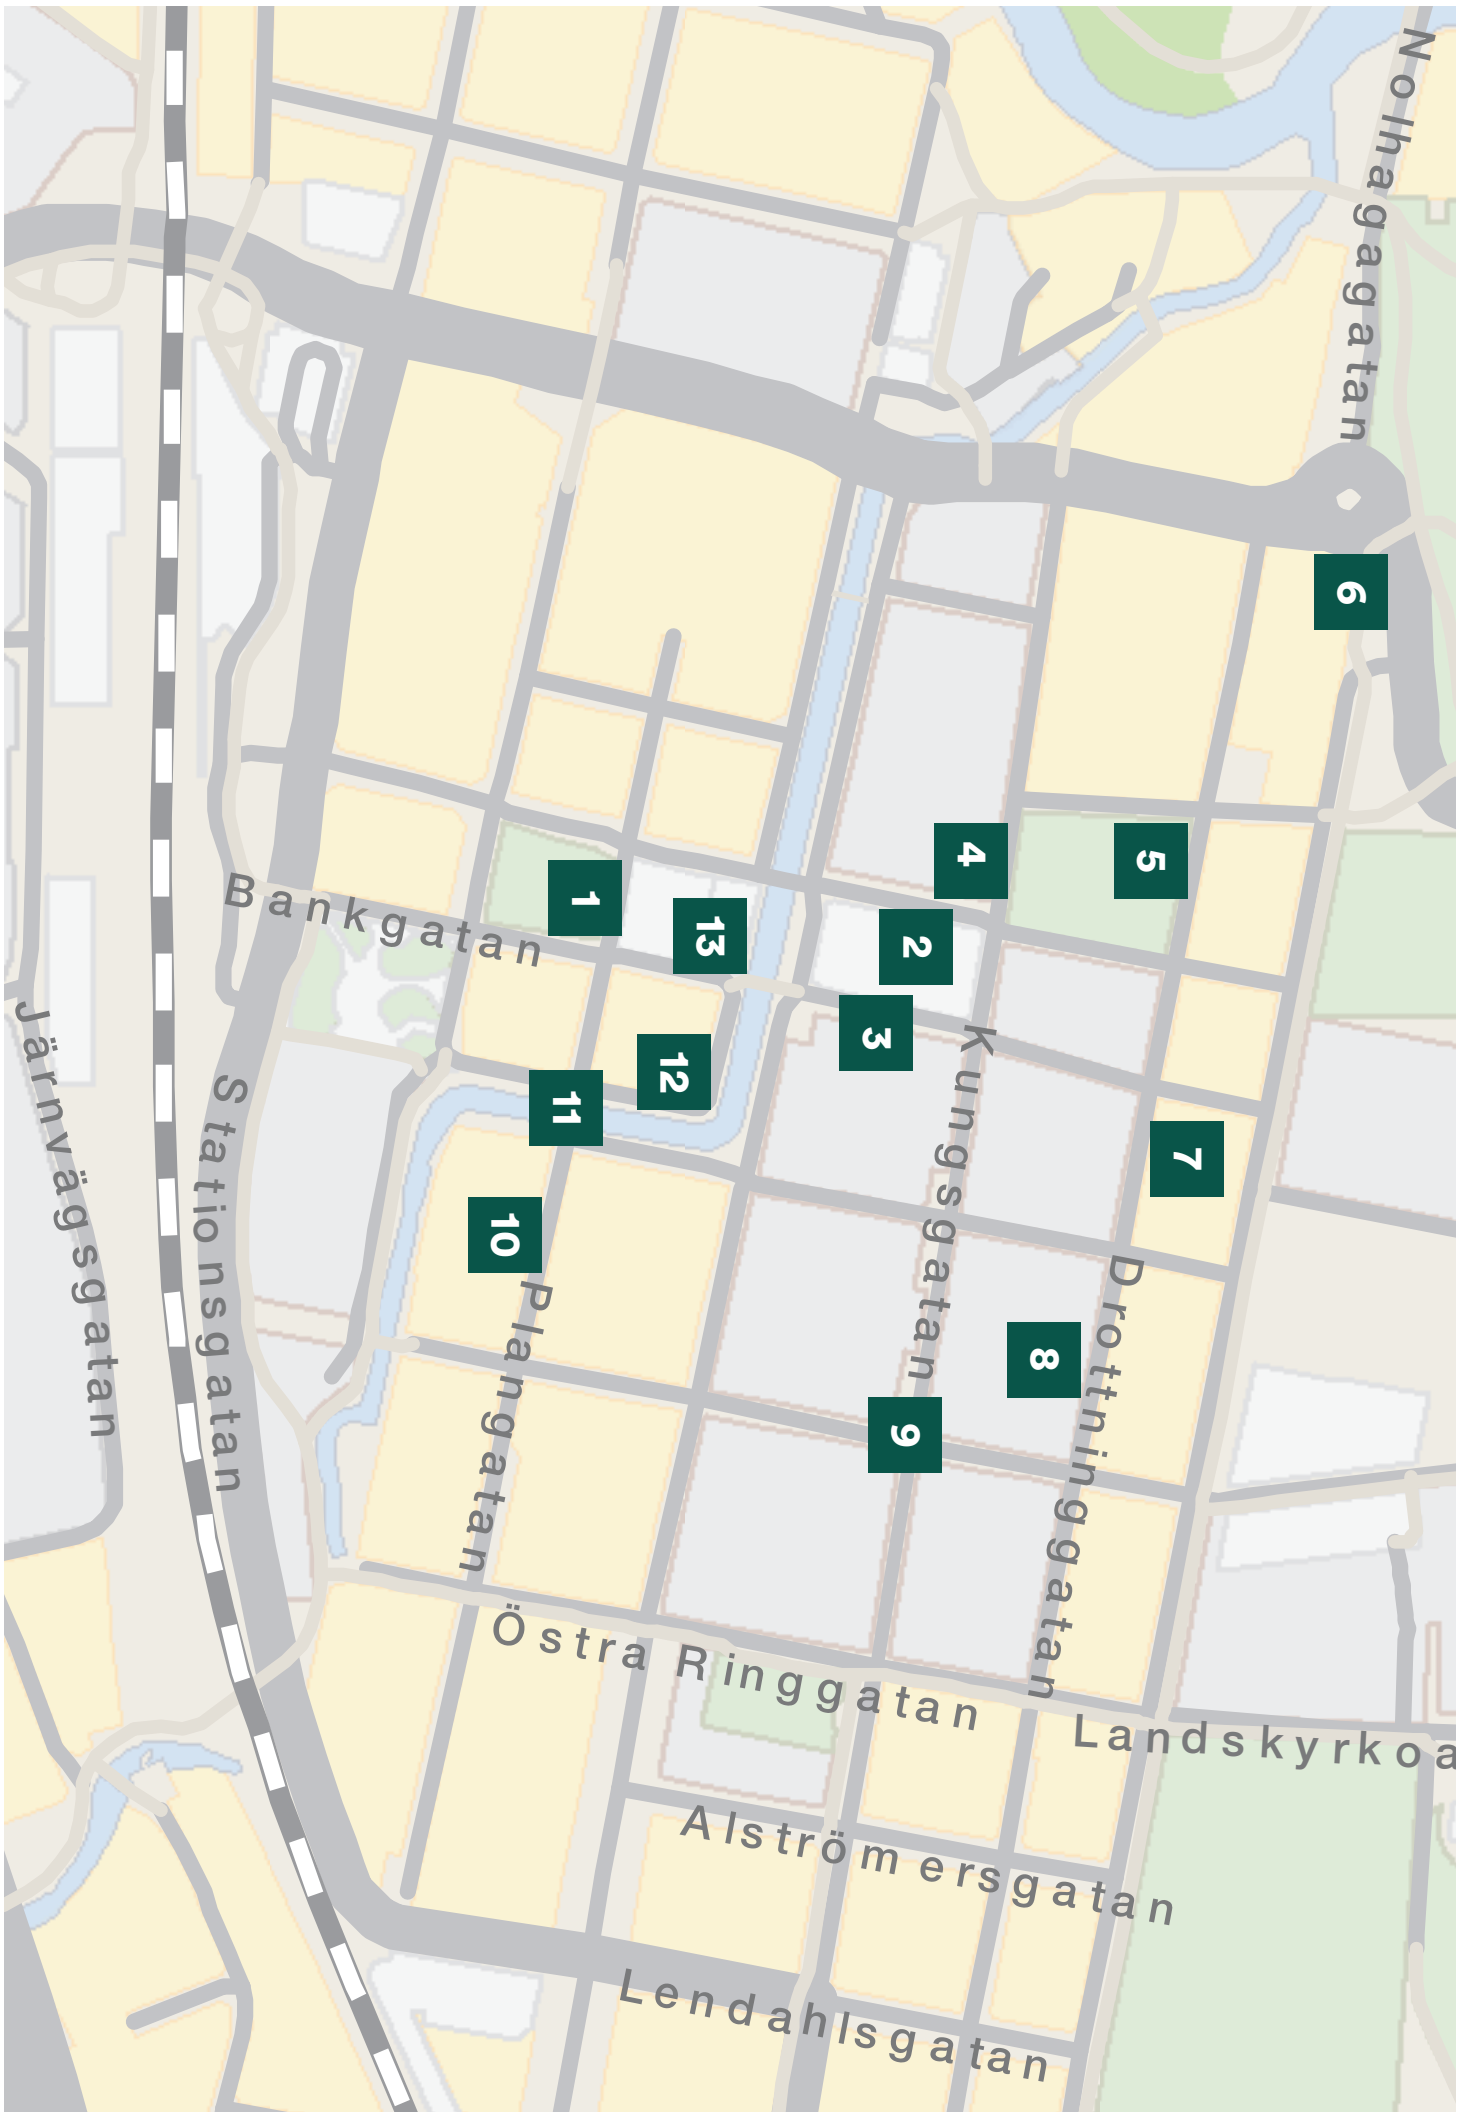 Nolhagagatan
6
5
4
1
13
2
3
Bankgatan
12
11
7
10
8
9
Järnvägsgatan
Stationsgatan
Kungsgatan
Drottninggatan
Plangatan
Östra Ringgatan
Landskyrkoa
Alströmersgatan
Lendahlsgatan